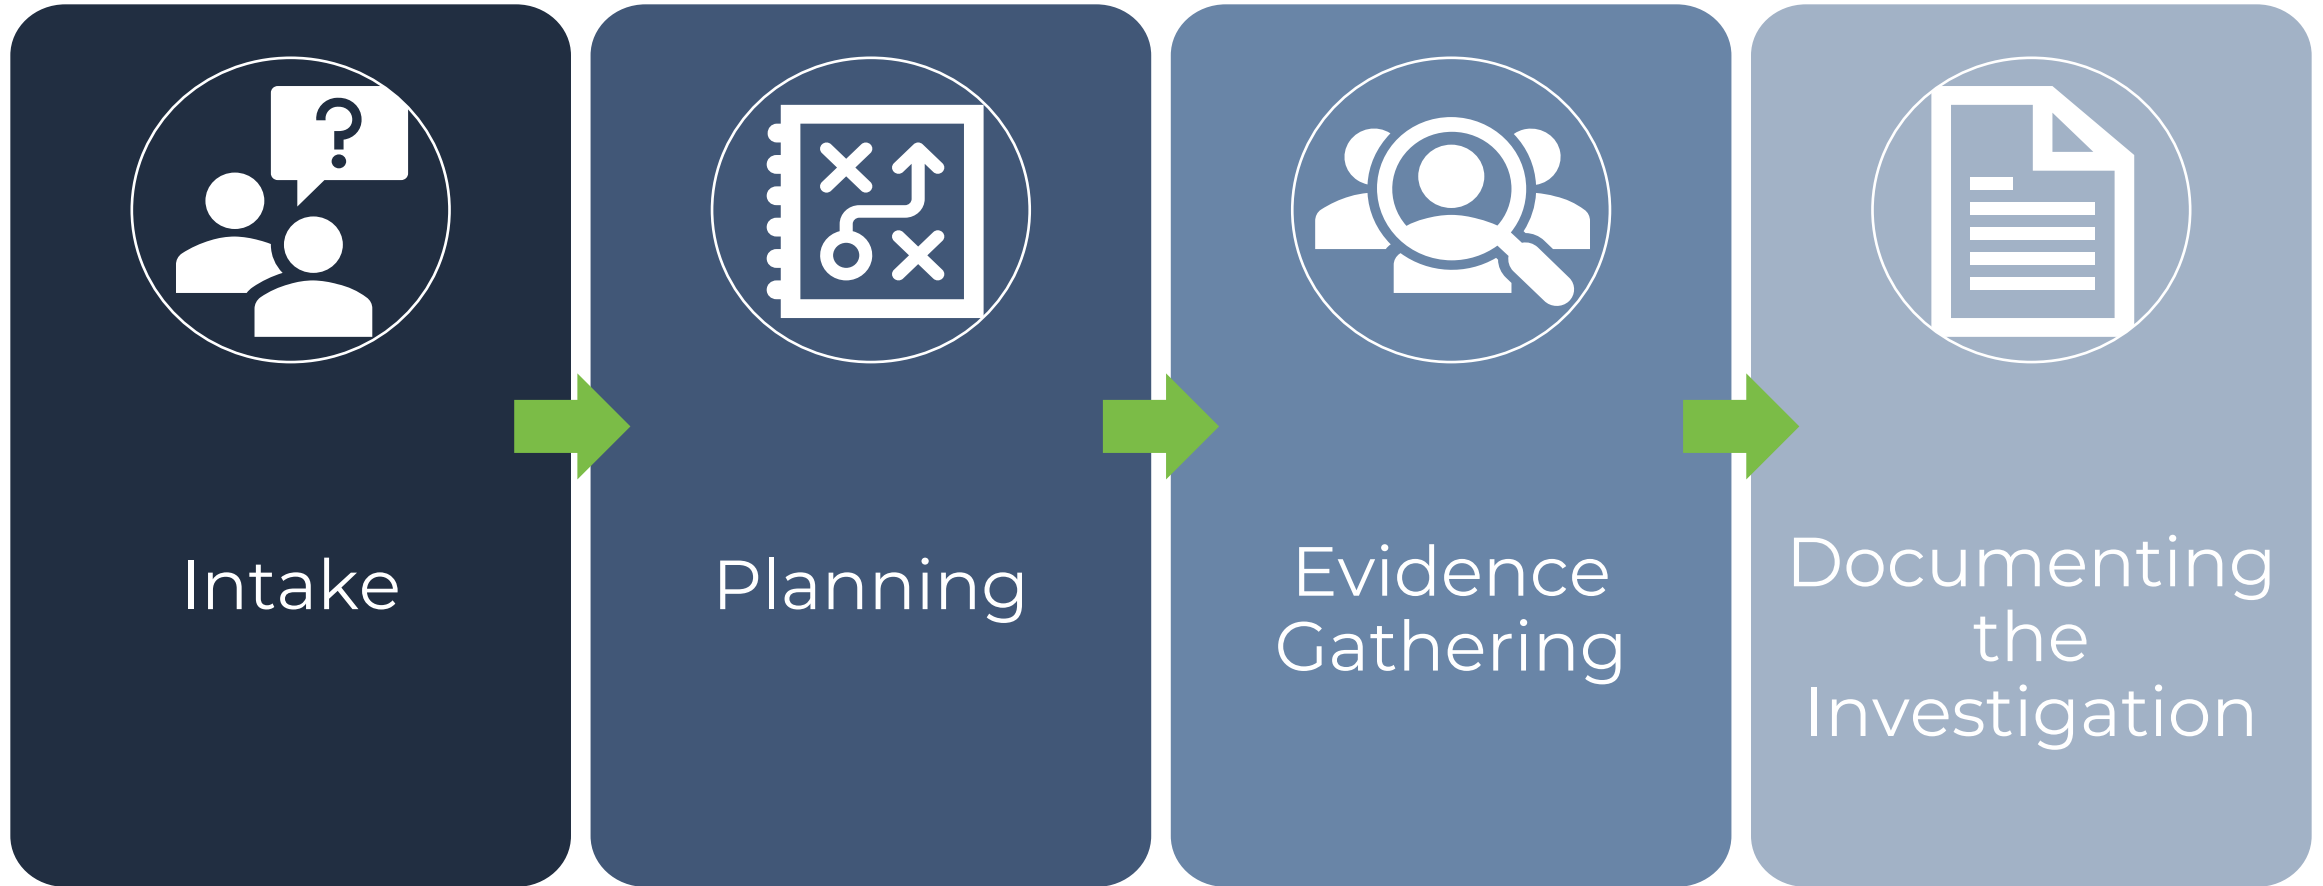 ?
Intake
Planning
Evidence
Gathering
Documenting
the
Investigation